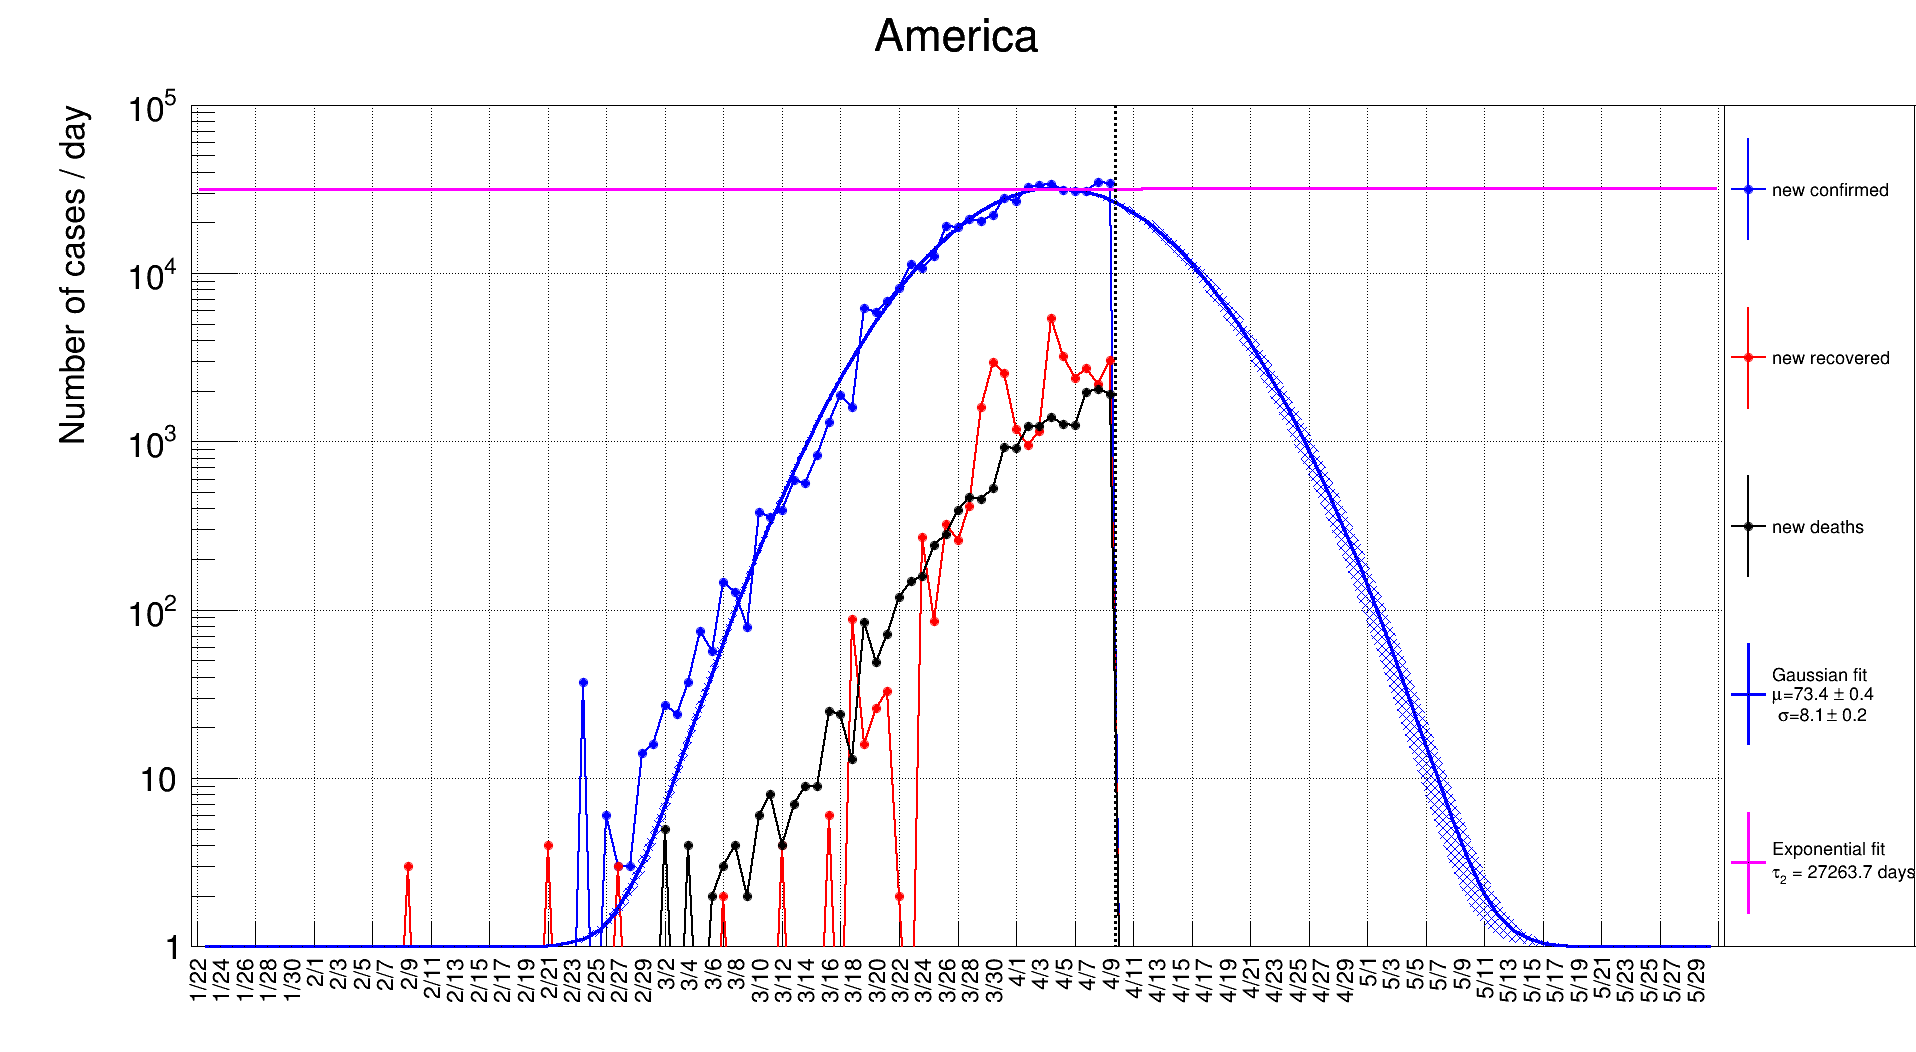 America
Number of cases / day
10⁵
10⁴
10³
10²
10
1
1/22 1/24 1/26 1/28 1/30 2/1 2/3 2/5 2/7 2/9 2/11 2/13 2/15 2/17 2/19 2/21 2/23 2/25 2/27 2/29 3/2 3/4 3/6 3/8 3/10 3/12 3/14 3/16 3/18 3/20 3/22 3/24 3/26 3/28 3/30 4/1 4/3 4/5 4/7 4/9 4/11 4/13 4/15 4/17 4/19 4/21 4/23 4/25 4/27 4/29 5/1 5/3 5/5 5/7 5/9 5/11 5/13 5/15 5/17 5/19 5/21 5/23 5/25 5/27 5/29
new confirmed
new recovered
new deaths
Gaussian fit
μ=73.4 ± 0.4
σ=8.1 ± 0.2
Exponential fit
τ₂ = 27263.7 days